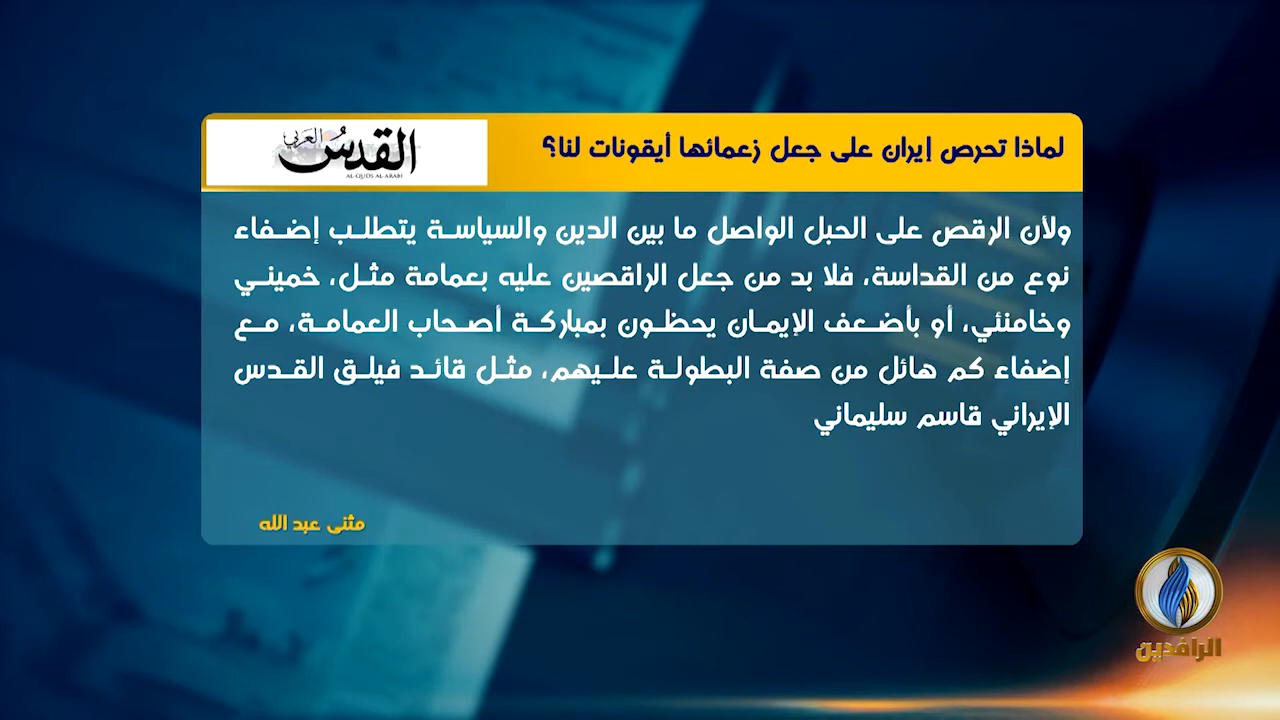 لماذا تحرص إيران على جعل زعمائها أيقونات لنا؟
القدس العربي
AL-QUDS AL-ARABI
ولأن الرقص على الحبل الواصل ما بين الدين والسياسة يتطلب إضفاء
نوع من القداسة، فلا بد من جعل الراقصين عليه بعمامة مثل، خميني
وخامنئي، أو بأضعف الإيمان يحظون بمباركة أصحاب العمامة، مع
إضفاء كم هائل من صفة البطولة عليهم، مثل قائد فيلق القدس
الإيراني قاسم سليماني
مثنى عبد الله
الرافدين